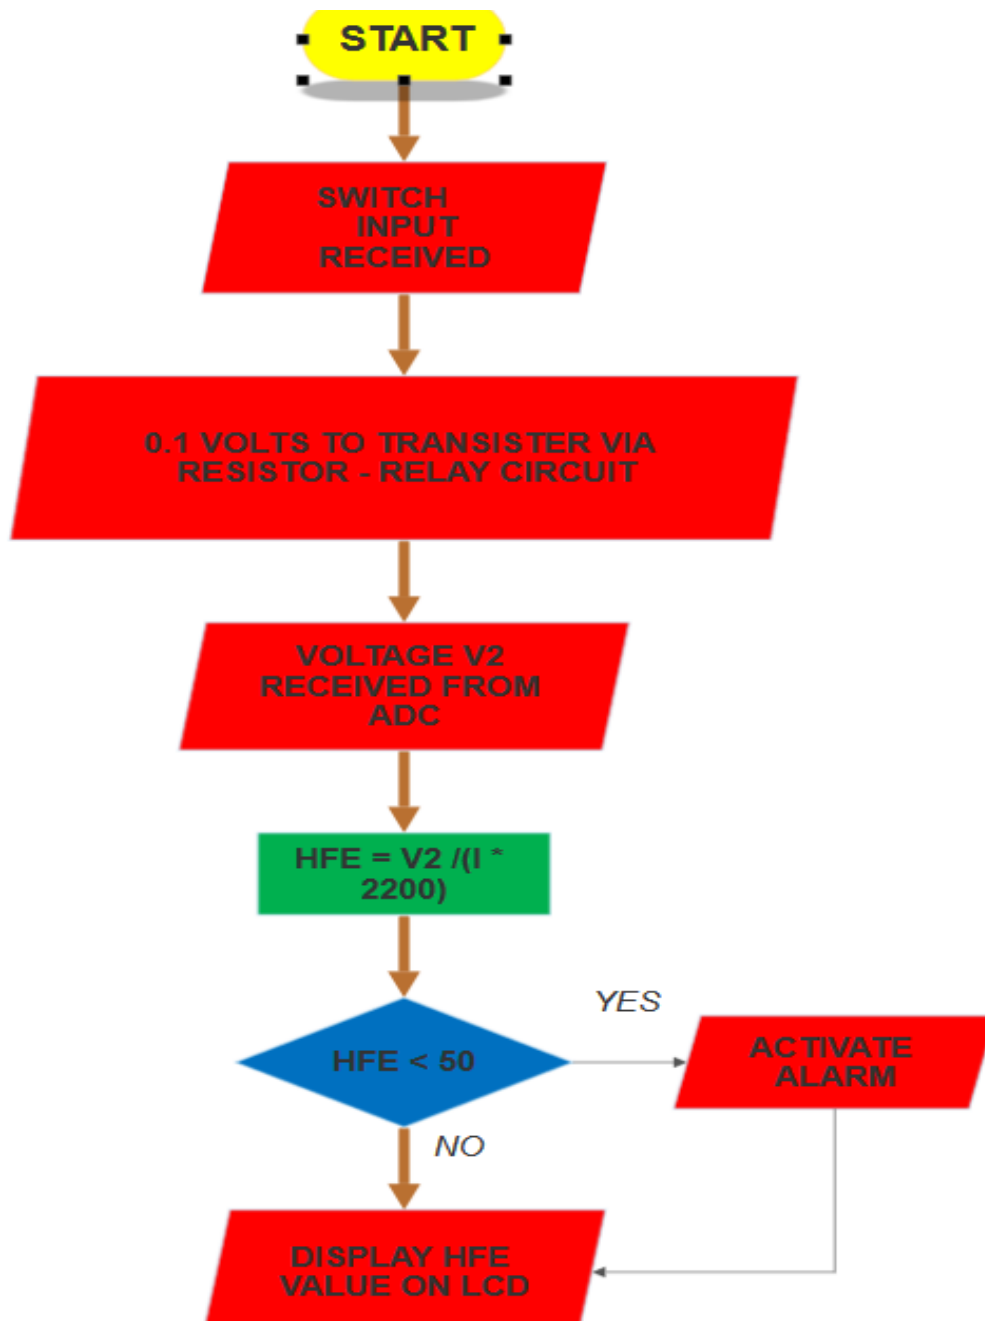 START
SWITCH
INPUT
RECEIVED
0.1 VOLTS TO TRANSISTER VIA
RESISTOR - RELAY CIRCUIT
VOLTAGE V2
RECEIVED FROM
ADC
HFE = V2 /(I *
2200)
HFE < 50
YES
ACTIVATE
ALARM
NO
DISPLAY HFE
VALUE ON LCD